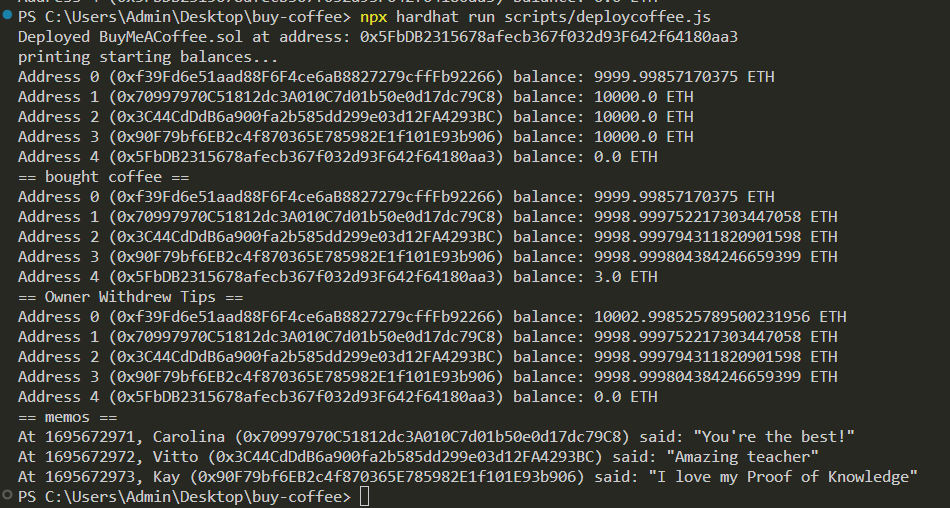 PS C:\Users\Admin\Desktop\buy-coffee> npx hardhat run scripts/deploycoffee.js
Deployed BuyMeACoffee.sol at address: 0x5FbDB2315678afecb367f032d93F642f64180aa3
printing starting balances...
Address 0 (0xf39Fd6e51aad88F6F4ce6aB8827279cffFb92266) balance: 9999.99857170375 ETH
Address 1 (0x70997970C51812dc3A010C7d01b50e0d17dc79C8) balance: 10000.0 ETH
Address 2 (0x3C44CdDdB6a900fa2b585dd299e03d12FA4293BC) balance: 10000.0 ETH
Address 3 (0x90F79bf6EB2c4f870365E785982E1f101E93b906) balance: 10000.0 ETH
Address 4 (0x5FbDB2315678afecb367f032d93F642f64180aa3) balance: 0.0 ETH
== bought coffee ==
Address 0 (0xf39Fd6e51aad88F6F4ce6aB8827279cffFb92266) balance: 9999.99857170375 ETH
Address 1 (0x70997970C51812dc3A010C7d01b50e0d17dc79C8) balance: 9998.999752217303447058 ETH
Address 2 (0x3C44CdDdB6a900fa2b585dd299e03d12FA4293BC) balance: 9998.999794311820901598 ETH
Address 3 (0x90F79bf6EB2c4f870365E785982E1f101E93b906) balance: 9998.999804384246659399 ETH
Address 4 (0x5FbDB2315678afecb367f032d93F642f64180aa3) balance: 3.0 ETH
== Owner Withdrew Tips ==
Address 0 (0xf39Fd6e51aad88F6F4ce6aB8827279cffFb92266) balance: 10002.998525789500231956 ETH
Address 1 (0x70997970C51812dc3A010C7d01b50e0d17dc79C8) balance: 9998.999752217303447058 ETH
Address 2 (0x3C44CdDdB6a900fa2b585dd299e03d12FA4293BC) balance: 9998.999794311820901598 ETH
Address 3 (0x90F79bf6EB2c4f870365E785982E1f101E93b906) balance: 9998.999804384246659399 ETH
Address 4 (0x5FbDB2315678afecb367f032d93F642f64180aa3) balance: 0.0 ETH
== memos ==
At 1695672971, Carolina (0x70997970C51812dc3A010C7d01b50e0d17dc79C8) said: "You're the best!"
At 1695672972, Vitto (0x3C44CdDdB6a900fa2b585dd299e03d12FA4293BC) said: "Amazing teacher"
At 1695672973, Kay (0x90F79bf6EB2c4f870365E785982E1f101E93b906) said: "I love my Proof of Knowledge"
PS C:\Users\Admin\Desktop\buy-coffee>